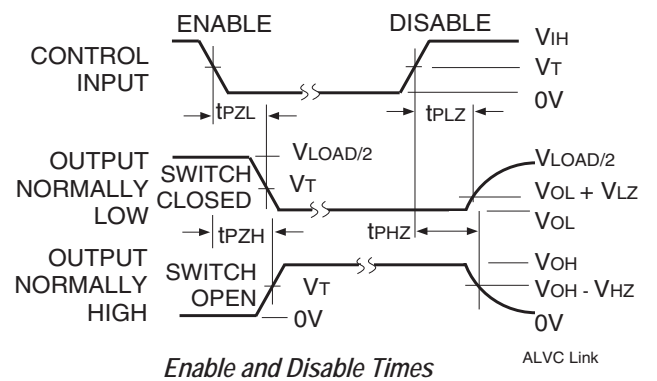 ENABLE DISABLE
CONTROL INPUT
VIH
VT
0V
tPZL
tPLZ
OUTPUT NORMALLY LOW
SWITCH CLOSED
VLOAD/2
VT
VLOAD/2
VOL + VLZ
VOL
tPZH
tPHZ
OUTPUT NORMALLY HIGH
SWITCH OPEN
VT
0V
VOH
VOH - VHZ
0V
Enable and Disable Times
ALVC Link